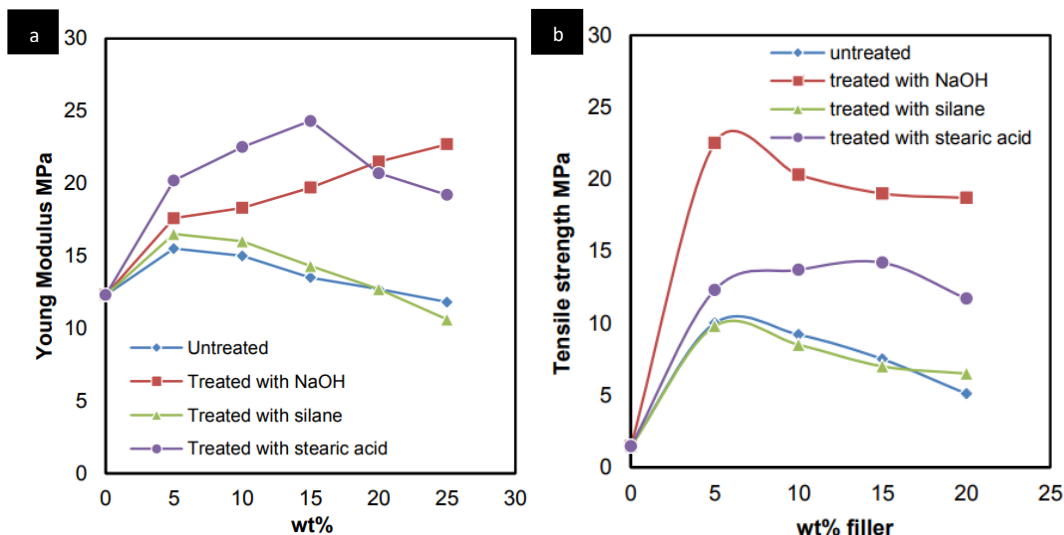 a
30
25
20
15
10
5
0
Young Modulus MPa
Untreated
Treated with NaOH
Treated with silane
Treated with stearic acid
0 5 10 15 20 25 30
wt%
b
30
25
20
15
10
5
0
Tensile strength MPa
untreated
treated with NaOH
treated with silane
treated with stearic acid
0 5 10 15 20 25
wt% filler